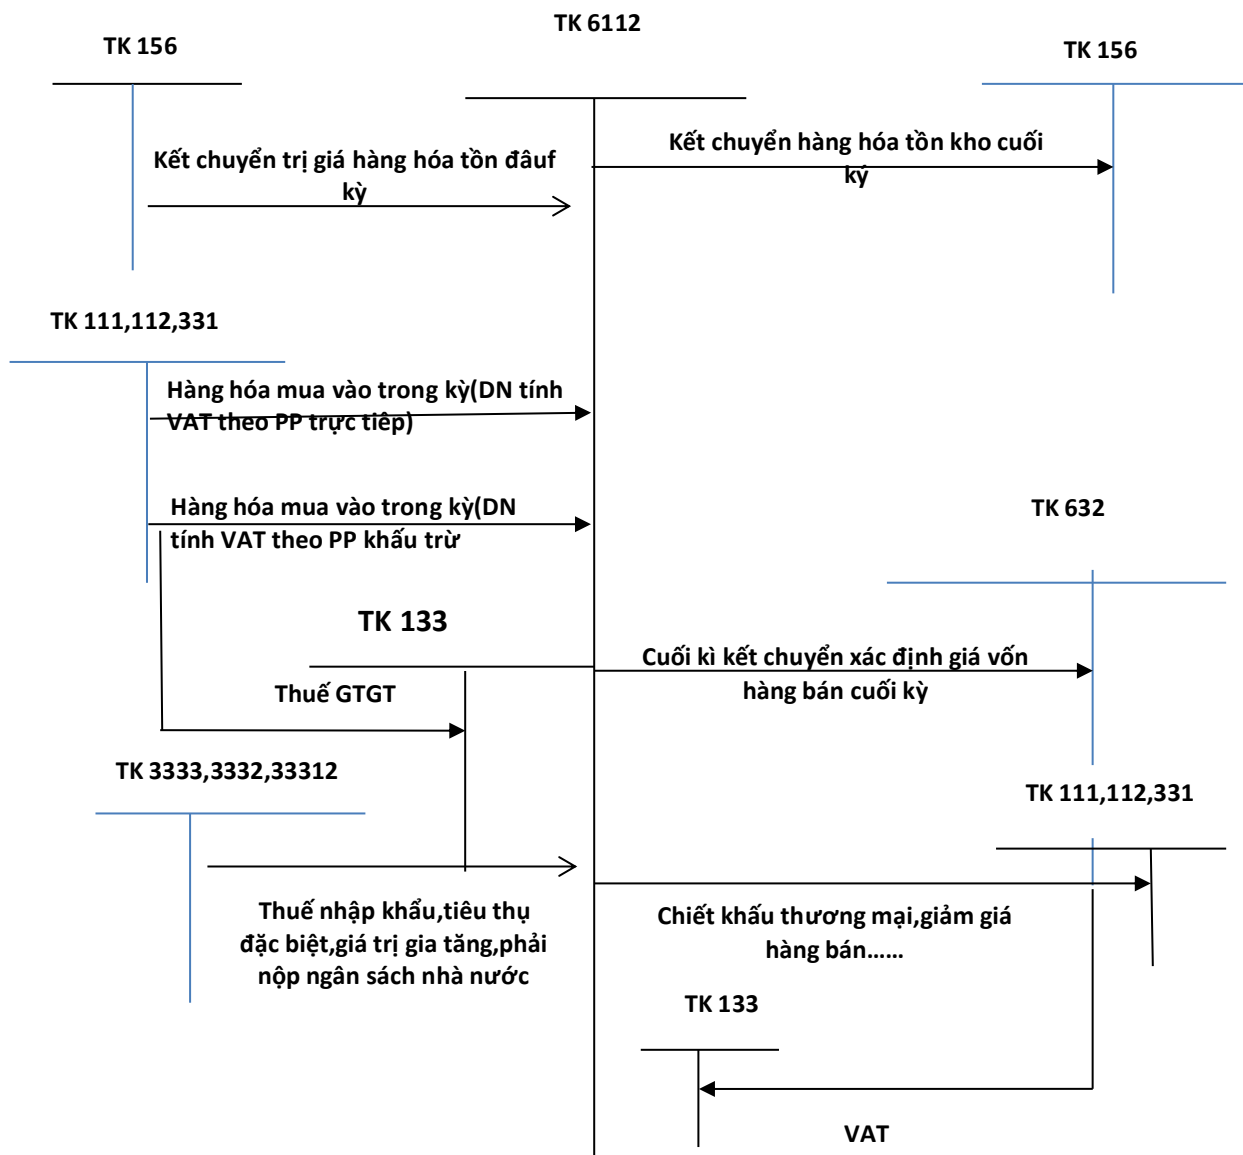 TK 6112
TK 156
TK 156
Kết chuyển trị giá hàng hóa tồn đâuf
kỳ
Kết chuyển hàng hóa tồn kho cuối
ký
TK 111,112,331
Hàng hóa mua vào trong kỳ(DN tính
VAT theo PP trực tiêp)
Hàng hóa mua vào trong kỳ(DN
tính VAT theo PP khấu trừ
TK 632
TK 133
Cuối kì kết chuyển xác định giá vốn
hàng bán cuối kỳ
Thuế GTGT
TK 3333,3332,33312
TK 111,112,331
Thuế nhập khẩu,tiêu thụ
đặc biệt,giá trị gia tăng,phải
nộp ngân sách nhà nước
Chiết khấu thương mại,giảm giá
hàng bán......
TK 133
VAT